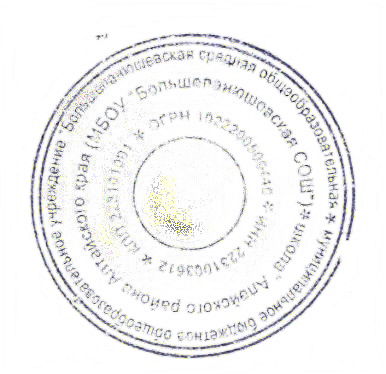 * муниципальное бюджетное общеобразовательное учреждение "Большепанюшевская средняя общеобразовательная
* школа" Алейского района Алтайского края (МБОУ "Большепанюшовская СОШ")
* ИНН 2231003612 * КПП 223101001 * ОГРН